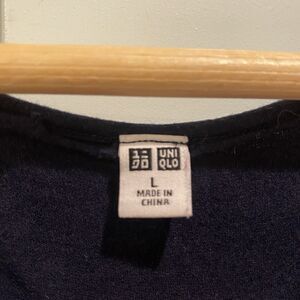 ユニ UNI
クロ QLO
L
MADE IN
CHINA